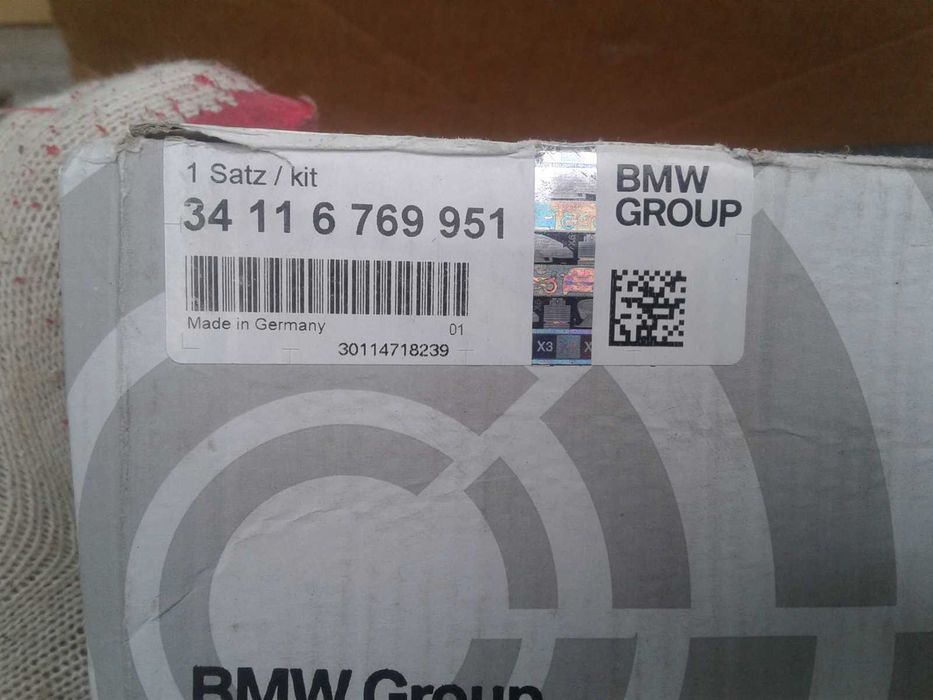 1 Satz / kit
34 11 6 769 951
Made in Germany
01
30114718239
BMW
GROUP
X3
BMW Group